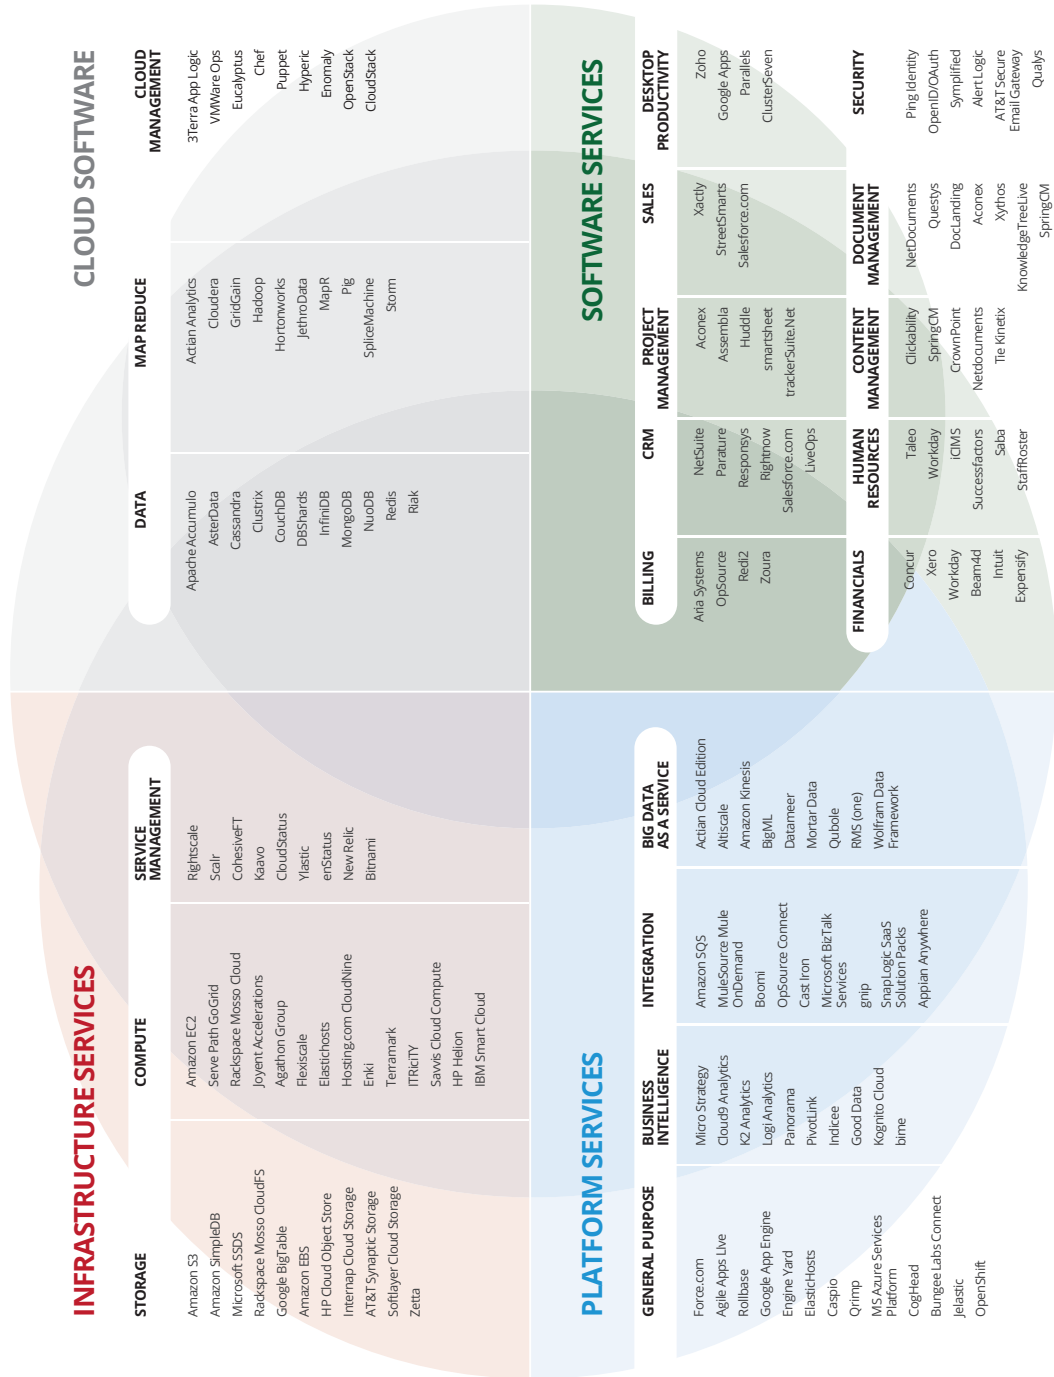 INFRASTRUCTURE SERVICES
STORAGE
Amazon S3
Amazon SimpleDB
Microsoft SSDS
Rackspace Mosso CloudFS
Google BigTable
Amazon EBS
HP Cloud Object Store
Internap Cloud Storage
AT&T Synaptic Storage
Softlayer Cloud Storage
Zetta
COMPUTE
Amazon EC2
Serve Path GoGrid
Rackspace Mosso Cloud
Joyent Accelerations
Agathon Group
Flexiscale
Elastichosts
Hosting.com CloudNine
Enki
Terramark
ITRiciTY
Savvis Cloud Compute
HP Helion
IBM Smart Cloud
SERVICE
MANAGEMENT
Rightscale
Scalr
CohesiveFT
Kaavo
CloudStatus
Ylastic
enStatus
New Relic
Bitnami
CLOUD SOFTWARE
DATA
Apache Accumulo
AsterData
Cassandra
Clustrix
CouchDB
DBShards
InfiniDB
MongoDB
NuoDB
Redis
Riak
MAP REDUCE
Actian Analytics
Cloudera
GridGain
Hadoop
Hortonworks
JethroData
MapR
Pig
SpliceMachine
Storm
CLOUD
MANAGEMENT
3Terra App Logic
VMWare Ops
Eucalyptus
Chef
Puppet
Hyperic
Enomaly
OpenStack
CloudStack
PLATFORM SERVICES
GENERAL PURPOSE
Force.com
Agile Apps LIve
Rollbase
Google App Engine
Engine Yard
ElasticHosts
Caspio
Qrimp
MS Azure Services
Platform
CogHead
Bungee Labs Connect
Jelastic
OpenShift
BUSINESS
INTELLIGENCE
Micro Strategy
Cloud9 Analytics
K2 Analytics
Logi Analytics
Panorama
PivotLink
Indicee
Good Data
Kognito Cloud
bime
INTEGRATION
Amazon SQS
MuleSource Mule
OnDemand
Boomi
OpSource Connect
Cast Iron
Microsoft BizTalk
Services
gnip
SnapLogic SaaS
Solution Packs
Appian Anywhere
BIG DATA
AS A SERVICE
Actian Cloud Edition
Altiscale
Amazon Kinesis
BigML
Datameer
Mortar Data
Qubole
RMS (one)
Wolfram Data
Framework
SOFTWARE SERVICES
BILLING
Aria Systems
OpSource
Redi2
Zoura
CRM
NetSuite
Parature
Responsys
Rightnow
Salesforce.com
LiveOps
PROJECT
MANAGEMENT
Aconex
Assembla
Huddle
smartsheet
trackerSuite.Net
SALES
Xactly
StreetSmarts
Salesforce.com
DESKTOP
PRODUCTIVITY
Zoho
Google Apps
Parallels
ClusterSeven
FINANCIALS
Concur
Xero
Workday
Beam4d
Intuit
Expensify
HUMAN
RESOURCES
Taleo
Workday
iCIMS
Successfactors
Saba
StaffRoster
CONTENT
MANAGEMENT
Clickability
SpringCM
CrownPoint
Netdocuments
Tie Kinetix
DOCUMENT
MANAGEMENT
NetDocuments
Questys
DocLanding
Aconex
Xythos
KnowledgeTreeLive
SpringCM
SECURITY
Ping Identity
OpenID/OAuth
Symplified
Alert Logic
AT&T Secure
Email Gateway
Qualys